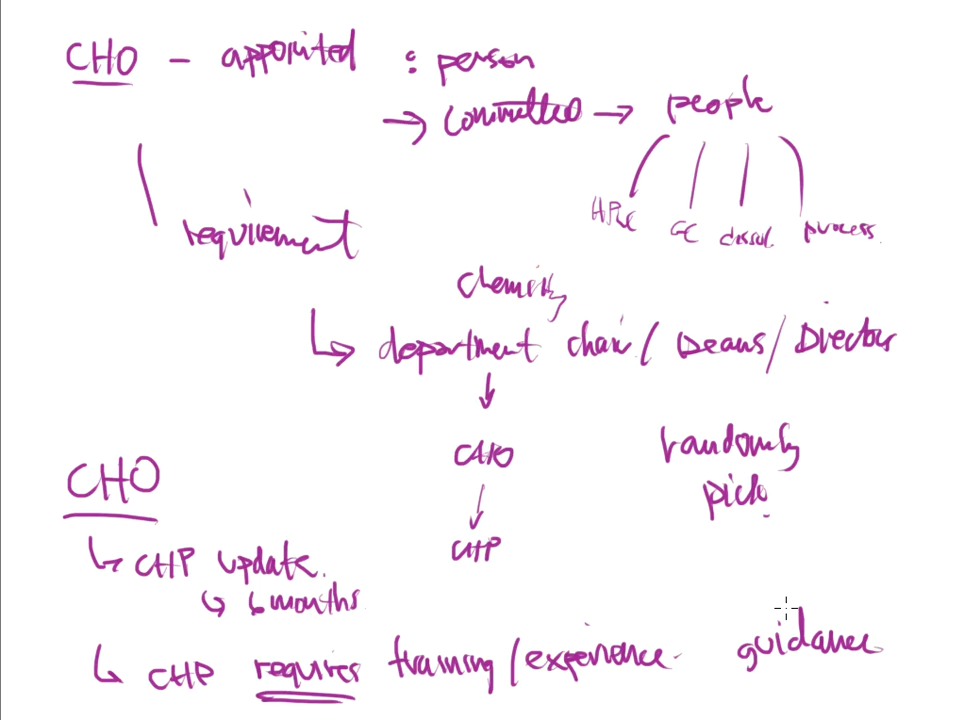 CHO - appointed : person
→ committee → people
HPLC GC dissol. process.
requirement
chemistry
↳ department chair / Deans / Director
↓
CHO
randomly
pick.
↓
CHP
CHO
↳ CHP update.
↳ 6 months
↳ CHP requires training / experience. guidance